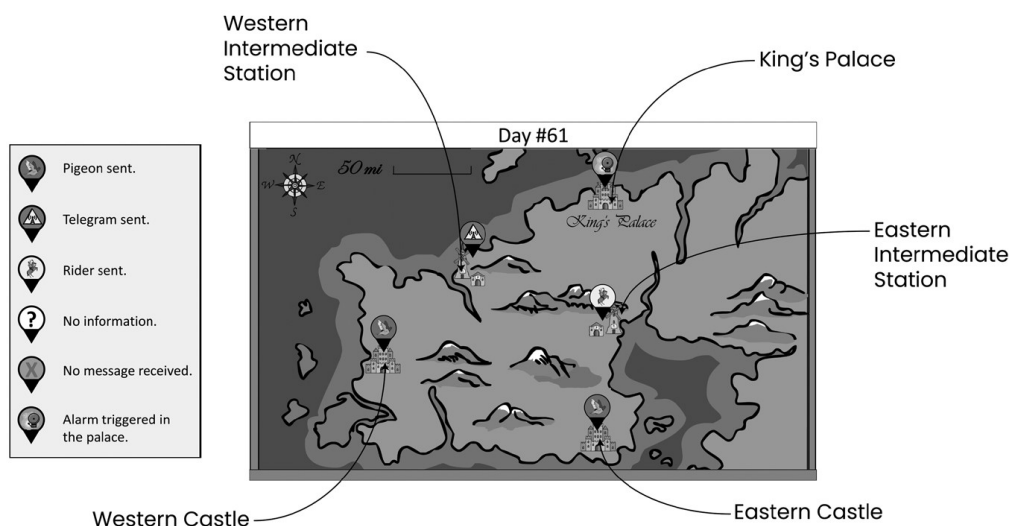 Western
Intermediate
Station
King's Palace
Day #61
Pigeon sent.
Telegram sent.
Rider sent.
?
No information.
X
No message received.
Alarm triggered in
the palace.
N
W
E
S
50 mi
King's Palace
Eastern
Intermediate
Station
Western Castle
Eastern Castle